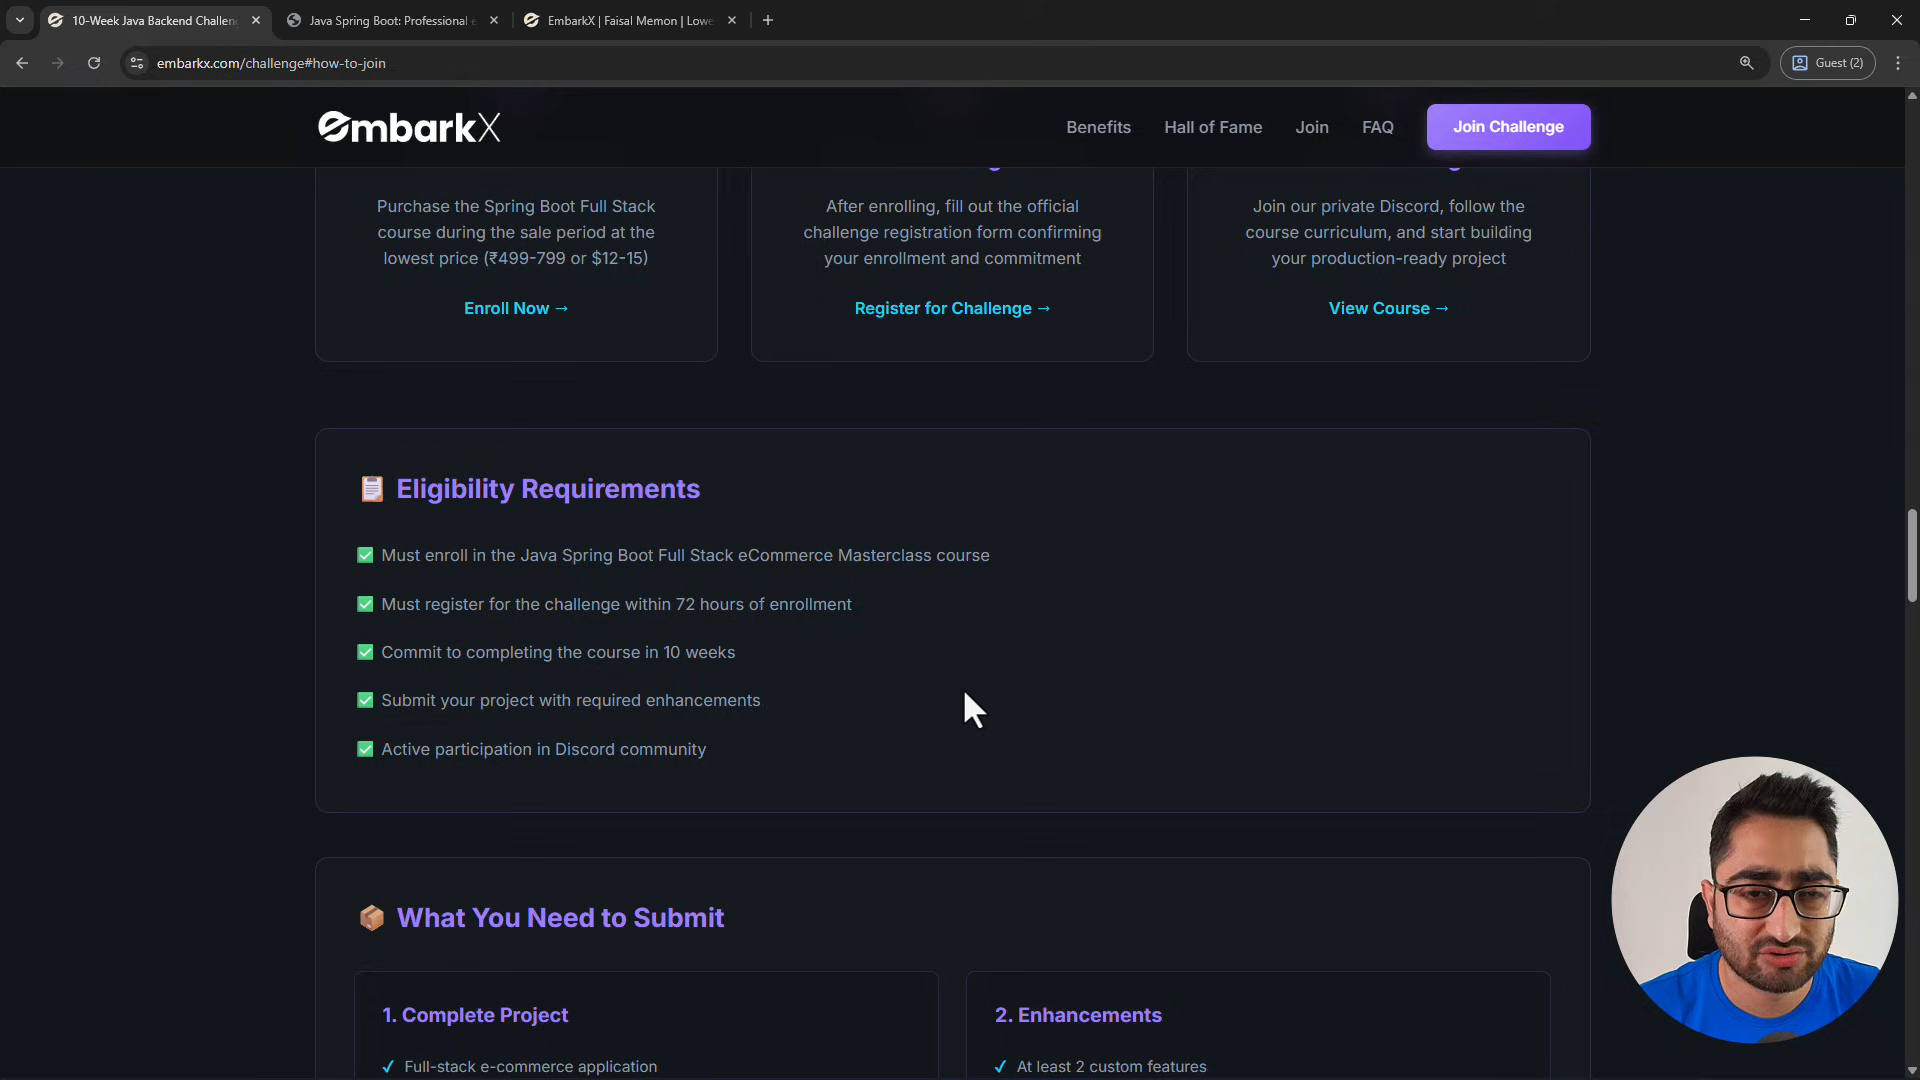 10-Week Java Backend Challen
Java Spring Boot: Professional e
EmbarkX | Faisal Memon | Lowe
embarkx.com/challenge#how-to-join
Guest (2)
EmbarkX
Benefits
Hall of Fame
Join
FAQ
Join Challenge
Purchase the Spring Boot Full Stack
course during the sale period at the
lowest price (₹499-799 or $12-15)
Enroll Now →
After enrolling, fill out the official
challenge registration form confirming
your enrollment and commitment
Register for Challenge →
Join our private Discord, follow the
course curriculum, and start building
your production-ready project
View Course →
Eligibility Requirements
Must enroll in the Java Spring Boot Full Stack eCommerce Masterclass course
Must register for the challenge within 72 hours of enrollment
Commit to completing the course in 10 weeks
Submit your project with required enhancements
Active participation in Discord community
What You Need to Submit
1. Complete Project
✓ Full-stack e-commerce application
2. Enhancements
✓ At least 2 custom features